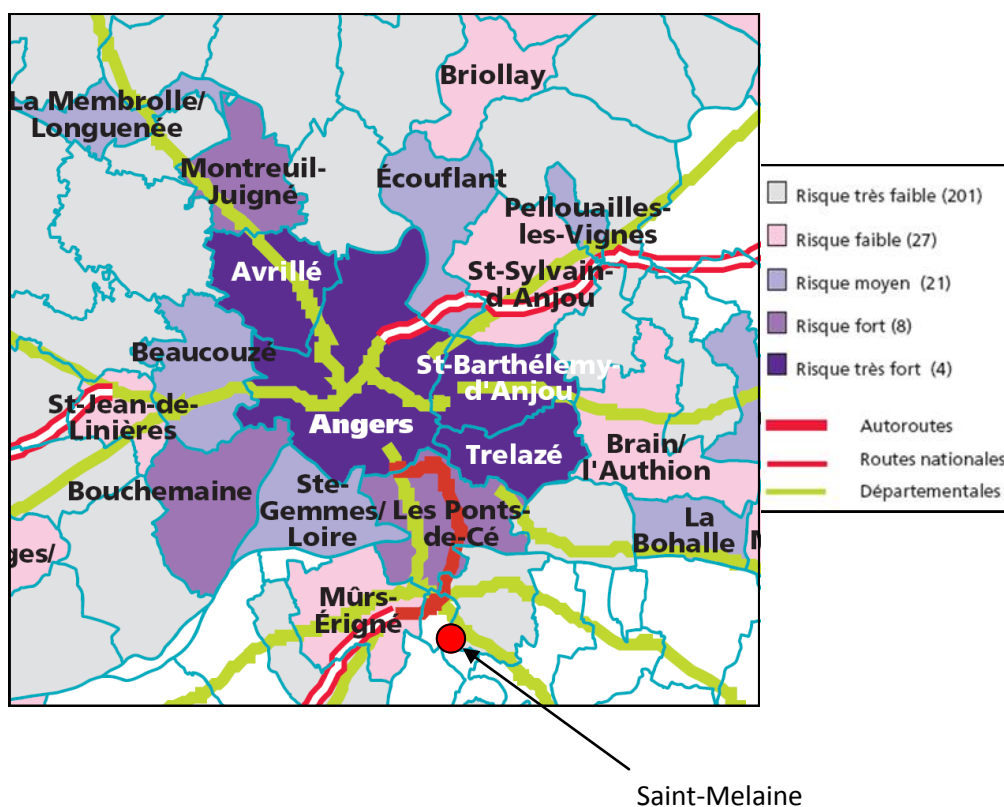 Briollay
La Membrolle/
Longuenée
Montreuil-
Juigné
Écouflant
Pellouailles-
les-Vignes
Avrillé
St-Sylvain-
d'Anjou
Beaucouzé
St-Barthélemy-
d'Anjou
St-Jean-de-
Linières
Angers
Trelazé
Brain/
l'Authion
Bouchemaine
Ste-
Gemmes/
Loire
Les Ponts-
de-Cé
La
Bohalle
M
ges/
Mûrs-
Érigné
Risque très faible (201)
Risque faible (27)
Risque moyen (21)
Risque fort (8)
Risque très fort (4)
Autoroutes
Routes nationales
Départementales
Saint-Melaine